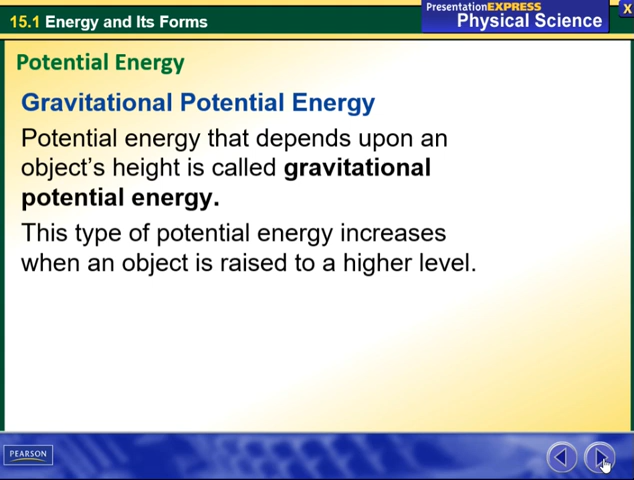 15.1 Energy and Its Forms
PresentationEXPRESS
Physical Science
X
Potential Energy
Gravitational Potential Energy
Potential energy that depends upon an
object’s height is called gravitational
potential energy.
This type of potential energy increases
when an object is raised to a higher level.
PEARSON